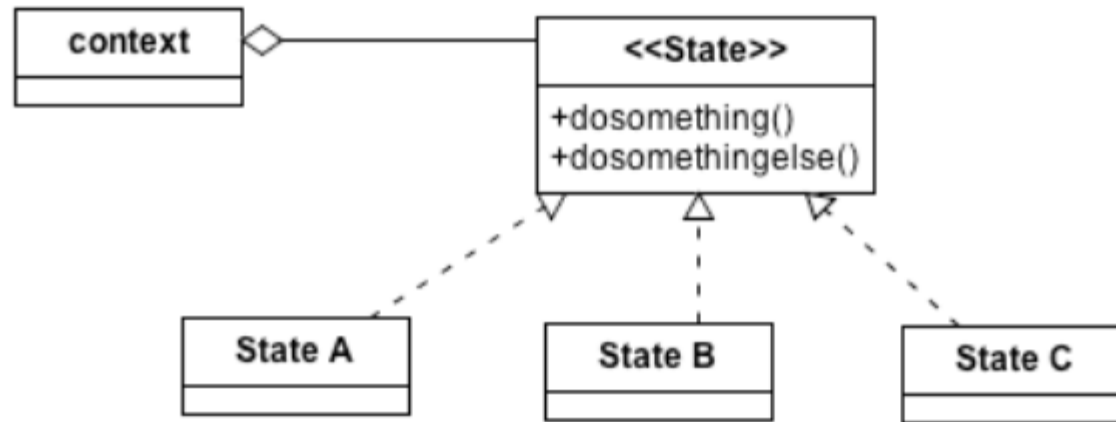 context
<<State>>
+dosomething()
+dosomethingelse()
State A
State B
State C